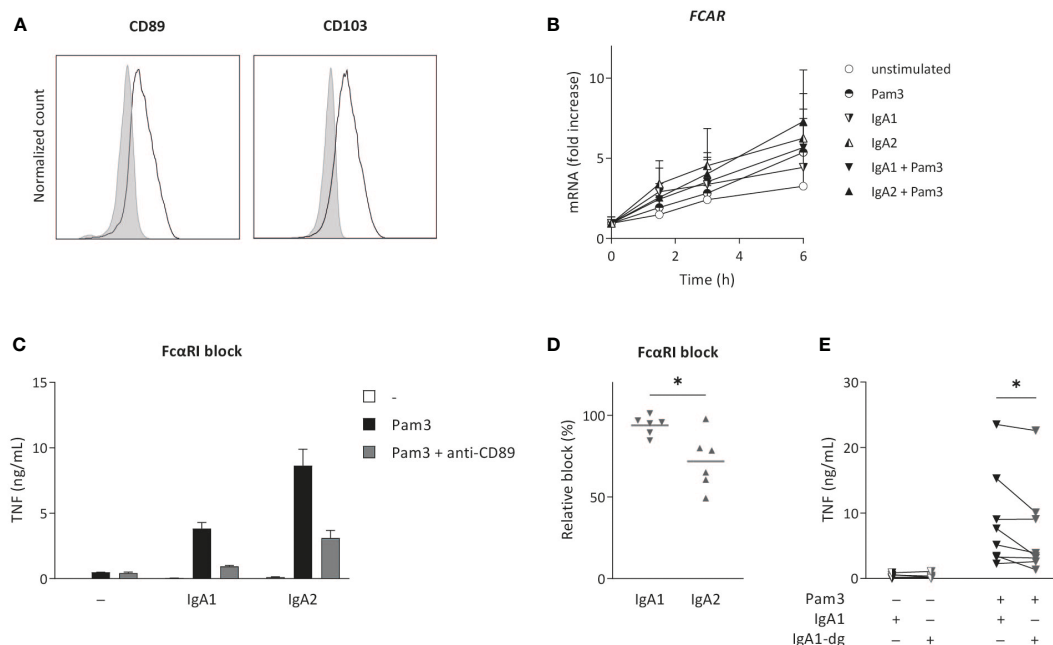 A
CD89
CD103
Normalized count
B
FCAR
mRNA (fold increase)
10
5
0
0 2 4 6
Time (h)
unstimulated
Pam3
IgA1
IgA2
IgA1 + Pam3
IgA2 + Pam3
C
FcαRI block
TNF (ng/mL)
15
10
5
0
– IgA1 IgA2
-
Pam3
Pam3 + anti-CD89
D
FcαRI block
*
Relative block (%)
100
50
0
IgA1 IgA2
E
*
TNF (ng/mL)
30
20
10
0
Pam3 – – + +
IgA1 + – + –
IgA1-dg – + – +